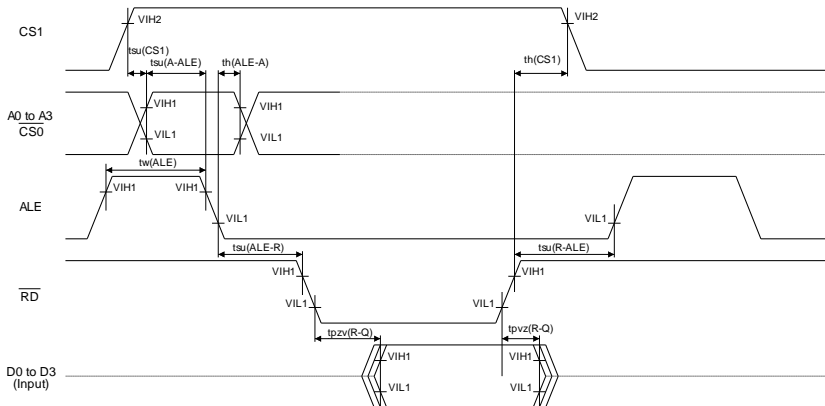 CS1
VIH2
VIH2
tsu(CS1)
tsu(A-ALE)
th(ALE-A)
th(CS1)
A0 to A3
CS0
VIH1
VIH1
VIL1
VIL1
tw(ALE)
ALE
VIH1
VIH1
VIL1
VIL1
tsu(ALE-R)
tsu(R-ALE)
RD
VIH1
VIH1
VIL1
VIL1
tpzv(R-Q)
tpvz(R-Q)
D0 to D3
(Input)
VIH1
VIH1
VIL1
VIL1